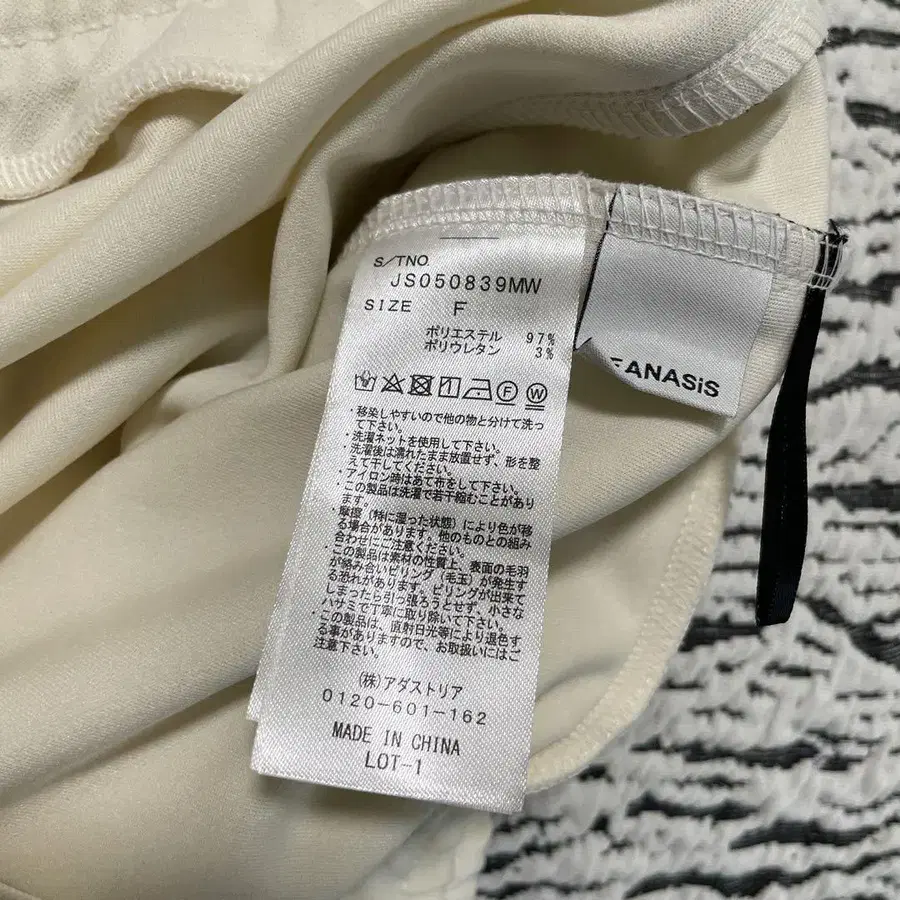 S/TNO.
JS050839MW
SIZE F
ポリエステル 97%
ポリウレタン 3%
F W
・移染しやすいので他の物と分けて洗っ
て下さい。
・洗濯ネットを使用して下さい。
・洗濯後は濡れたまま放置せず、形を整
えて干してください。
・アイロン時はあて布をして下さい。
・この製品は洗濯で若干縮むことがあり
ます。
・摩擦（特に湿った状態）により色が移
る場合があります。他のものとの組み
合わせにご注意ください。
・この製品は素材の性質上、表面の毛羽
が絡み合いピリング（毛玉）が発生す
る恐れがあります。ピリングが出来て
しまったら引っ張ろうとせず、小さな
ハサミで丁寧に取り除いて下さい。
・この製品は、直射日光等により退色す
る事がありますので、お取扱いにはご
注意下さい。
(株)アダストリア
0120-601-162
MADE IN CHINA
LOT-1
ANASiS